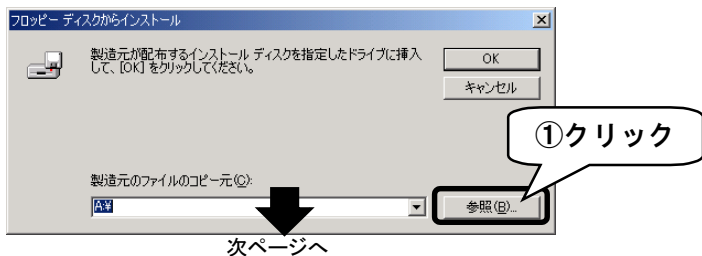 フロッピー ディスクからインストール
製造元が配布するインストール ディスクを指定したドライブに挿入
して、[OK] をクリックしてください。
OK
キャンセル
①クリック
製造元のファイルのコピー元(C):
A:¥
参照(B)...
次ページへ